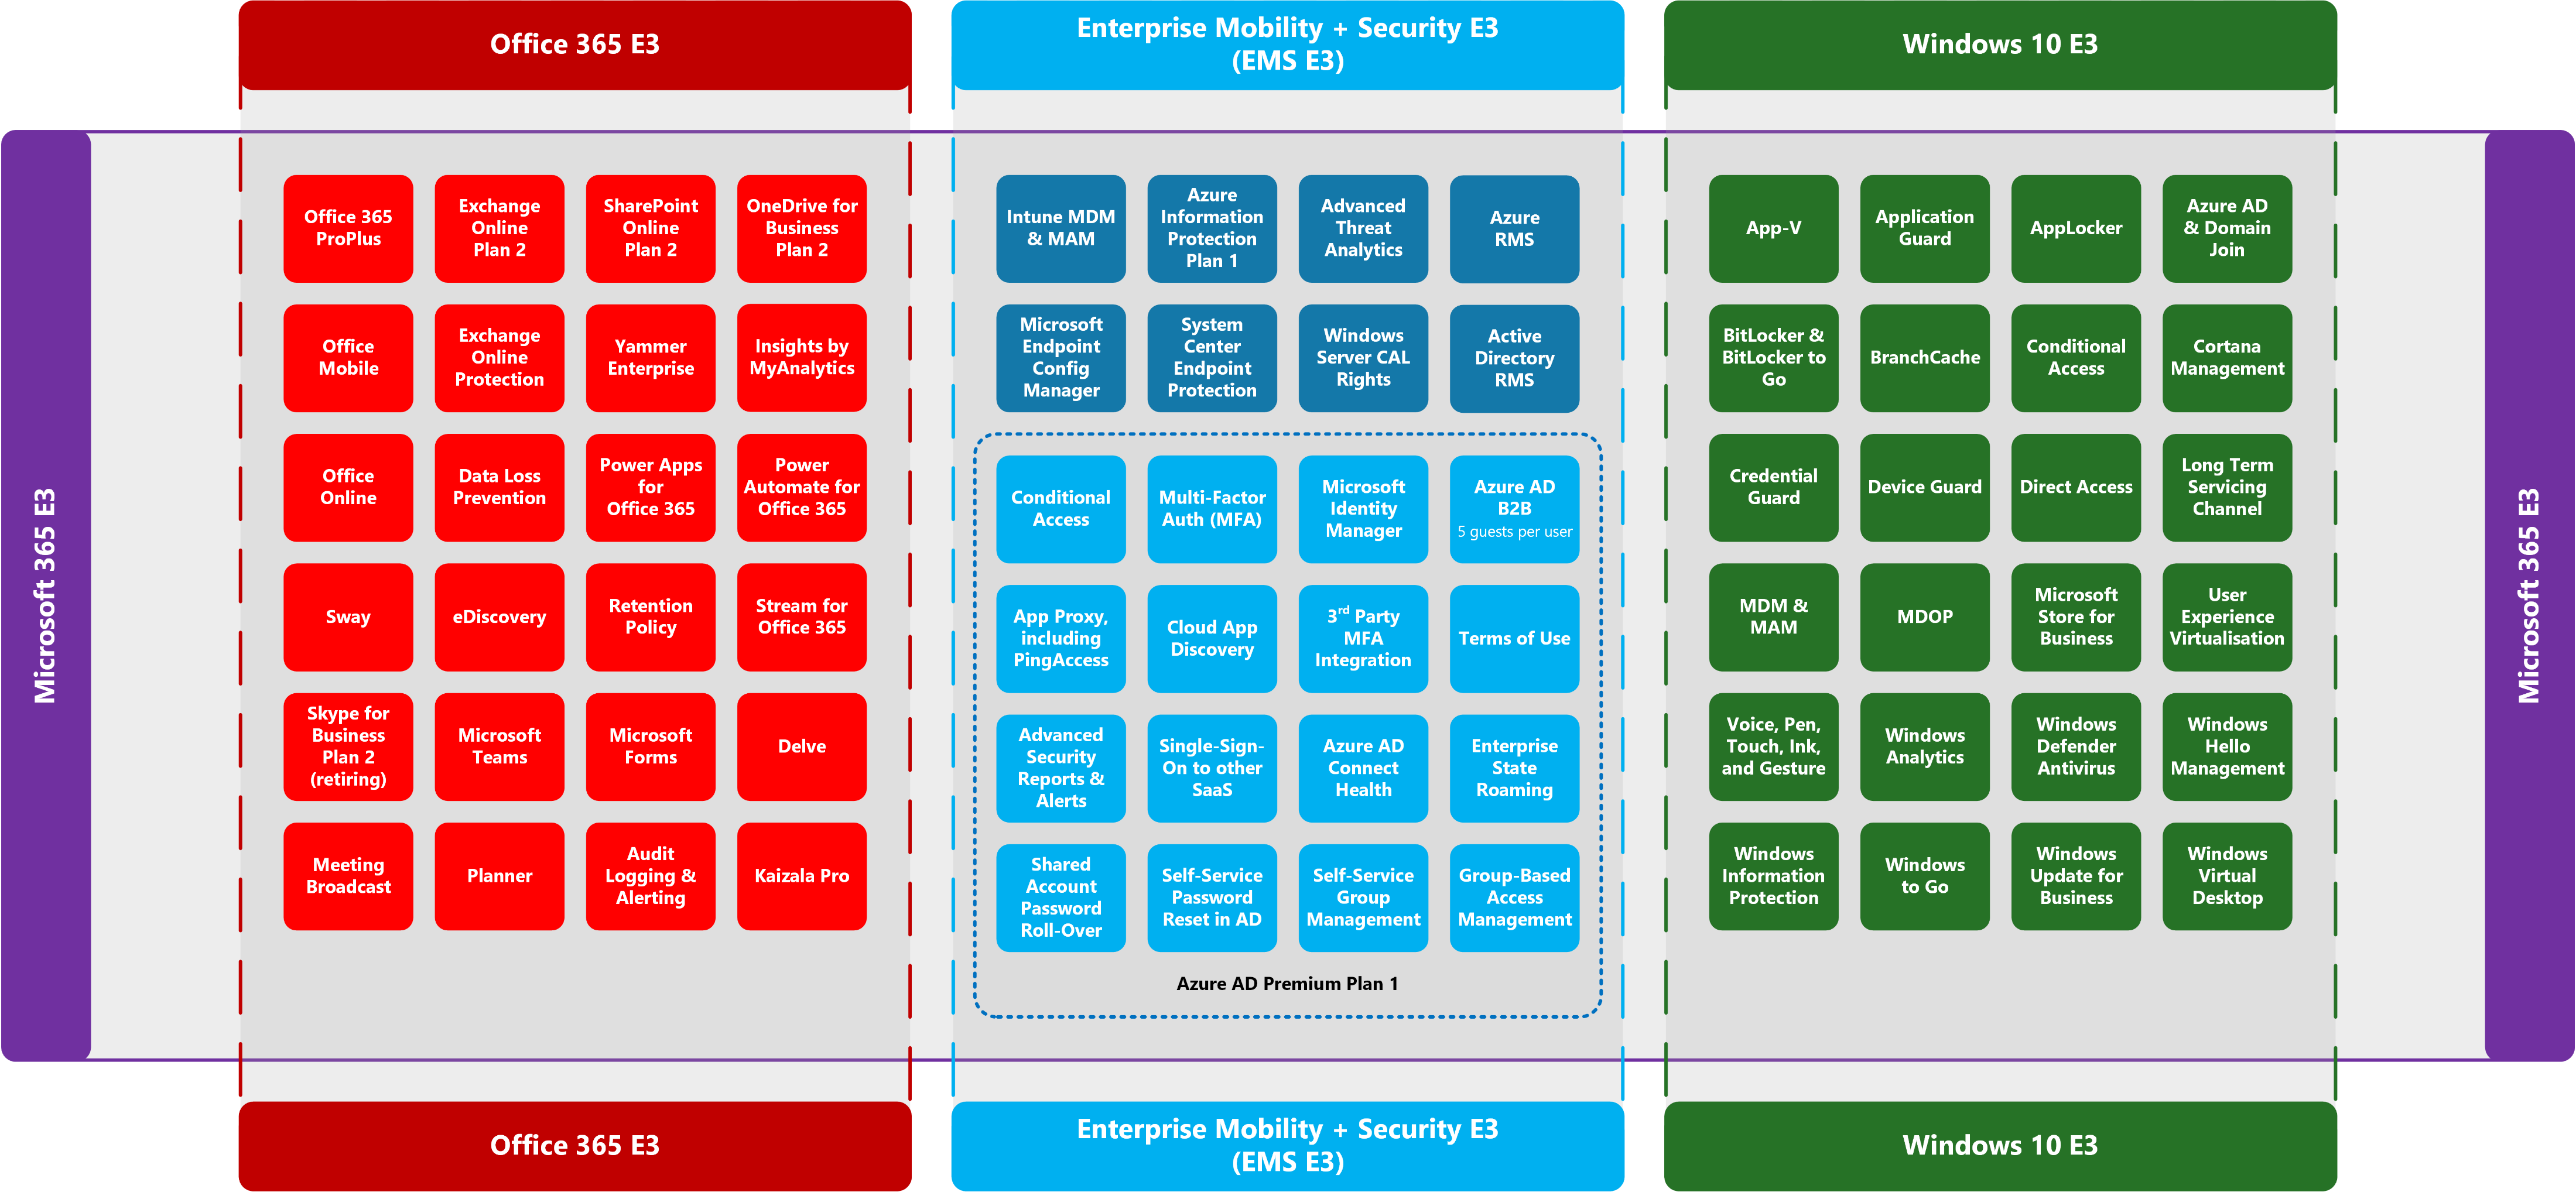 Office 365 E3
Enterprise Mobility + Security E3
(EMS E3)
Windows 10 E3
Microsoft 365 E3
Office 365
ProPlus
Exchange
Online
Plan 2
SharePoint
Online
Plan 2
OneDrive for
Business
Plan 2
Office
Mobile
Exchange
Online
Protection
Yammer
Enterprise
Insights by
MyAnalytics
Office
Online
Data Loss
Prevention
Power Apps
for
Office 365
Power
Automate for
Office 365
Sway
eDiscovery
Retention
Policy
Stream for
Office 365
Skype for
Business
Plan 2
(retiring)
Microsoft
Teams
Microsoft
Forms
Delve
Meeting
Broadcast
Planner
Audit
Logging &
Alerting
Kaizala Pro
Intune MDM
& MAM
Azure
Information
Protection
Plan 1
Advanced
Threat
Analytics
Azure
RMS
Microsoft
Endpoint
Config
Manager
System
Center
Endpoint
Protection
Windows
Server CAL
Rights
Active
Directory
RMS
Conditional
Access
Multi-Factor
Auth (MFA)
Microsoft
Identity
Manager
Azure AD
B2B
5 guests per user
App Proxy,
including
PingAccess
Cloud App
Discovery
3rd Party
MFA
Integration
Terms of Use
Advanced
Security
Reports &
Alerts
Single-Sign-
On to other
SaaS
Azure AD
Connect
Health
Enterprise
State
Roaming
Shared
Account
Password
Roll-Over
Self-Service
Password
Reset in AD
Self-Service
Group
Management
Group-Based
Access
Management
Azure AD Premium Plan 1
App-V
Application
Guard
AppLocker
Azure AD
& Domain
Join
BitLocker &
BitLocker to
Go
BranchCache
Conditional
Access
Cortana
Management
Credential
Guard
Device Guard
Direct Access
Long Term
Servicing
Channel
MDM &
MAM
MDOP
Microsoft
Store for
Business
User
Experience
Virtualisation
Voice, Pen,
Touch, Ink,
and Gesture
Windows
Analytics
Windows
Defender
Antivirus
Windows
Hello
Management
Windows
Information
Protection
Windows
to Go
Windows
Update for
Business
Windows
Virtual
Desktop
Microsoft 365 E3
Office 365 E3
Enterprise Mobility + Security E3
(EMS E3)
Windows 10 E3